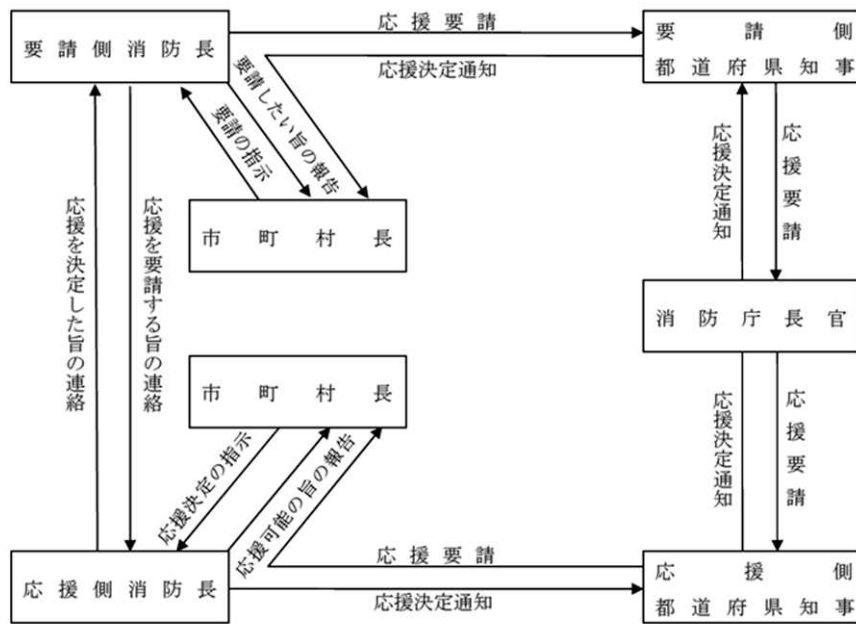 応援要請
要請側消防長
要請側
都道府県知事
応援決定通知
要請したい旨の報告
要請の指示
市町村長
応援決定通知
応援要請
応援を決定した旨の連絡
応援を要請する旨の連絡
消防庁長官
市町村長
応援決定の指示
応援可能の旨の報告
応援決定通知
応援要請
応援要請
応援側消防長
応援側
都道府県知事
応援決定通知